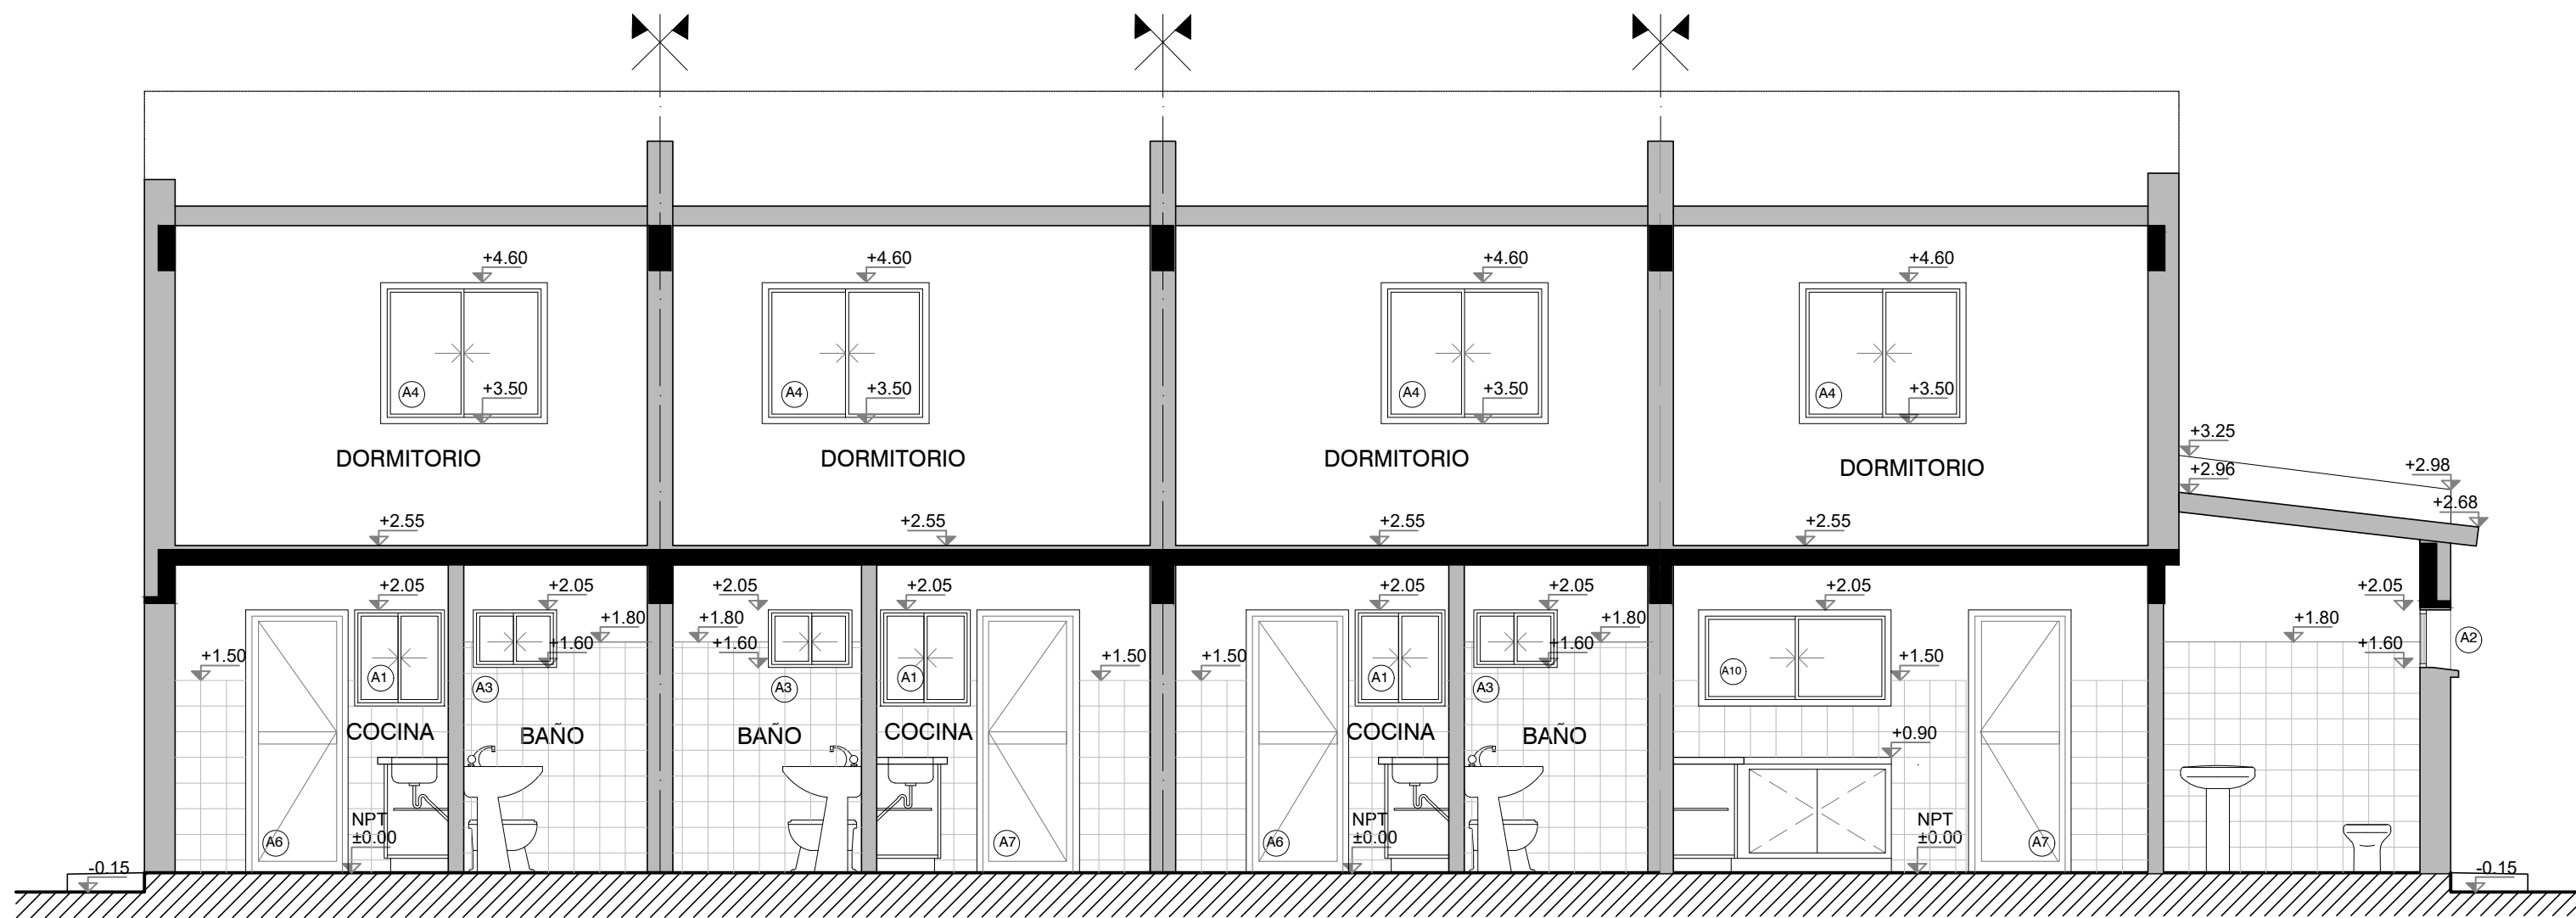 +4.60 +4.60 +4.60 +4.60
A4 +3.50 A4 +3.50 A4 +3.50 A4 +3.50
+3.25
DORMITORIO DORMITORIO DORMITORIO DORMITORIO
+2.96 +2.98
+2.68
+2.55 +2.55 +2.55 +2.55
+2.05 +2.05 +2.05 +2.05 +2.05 +2.05 +2.05 +2.05
+1.80 +1.80 +1.80 +1.80
+1.60 +1.60 +1.60 +1.60 A2
+1.50 +1.50 +1.50 +1.50
A1 A3 A3 A1 A1 A3 A10
COCINA BAÑO BAÑO COCINA COCINA BAÑO
+0.90
NPT NPT NPT
±0.00 ±0.00 ±0.00
A6 A7 A6 A7
-0.15 -0.15